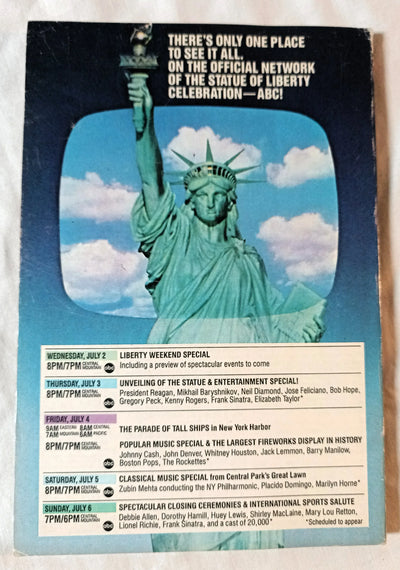 THERE'S ONLY ONE PLACE
TO SEE IT ALL.
ON THE OFFICIAL NETWORK
OF THE STATUE OF LIBERTY
CELEBRATION—ABC!
WEDNESDAY, JULY 2
8PM/7PM CENTRAL MOUNTAIN abc
LIBERTY WEEKEND SPECIAL
Including a preview of spectacular events to come
THURSDAY, JULY 3
8PM/7PM CENTRAL MOUNTAIN abc
UNVEILING OF THE STATUE & ENTERTAINMENT SPECIAL!
President Reagan, Mikhail Baryshnikov, Neil Diamond, Jose Feliciano, Bob Hope,
Gregory Peck, Kenny Rogers, Frank Sinatra, Elizabeth Taylor*
FRIDAY, JULY 4
9AM EASTERN 8AM CENTRAL
7AM MOUNTAIN 6AM PACIFIC
THE PARADE OF TALL SHIPS in New York Harbor
8PM/7PM CENTRAL MOUNTAIN abc
POPULAR MUSIC SPECIAL & THE LARGEST FIREWORKS DISPLAY IN HISTORY
Johnny Cash, John Denver, Whitney Houston, Jack Lemmon, Barry Manilow,
Boston Pops, The Rockettes*
SATURDAY, JULY 5
8PM/7PM CENTRAL MOUNTAIN abc
CLASSICAL MUSIC SPECIAL from Central Park's Great Lawn
Zubin Mehta conducting the NY Philharmonic, Placido Domingo, Marilyn Horne*
SUNDAY, JULY 6
7PM/6PM CENTRAL MOUNTAIN abc
SPECTACULAR CLOSING CEREMONIES & INTERNATIONAL SPORTS SALUTE
Debbie Allen, Dorothy Hamill, Huey Lewis, Shirley MacLaine, Mary Lou Retton,
Lionel Richie, Frank Sinatra, and a cast of 20,000*
*Scheduled to appear